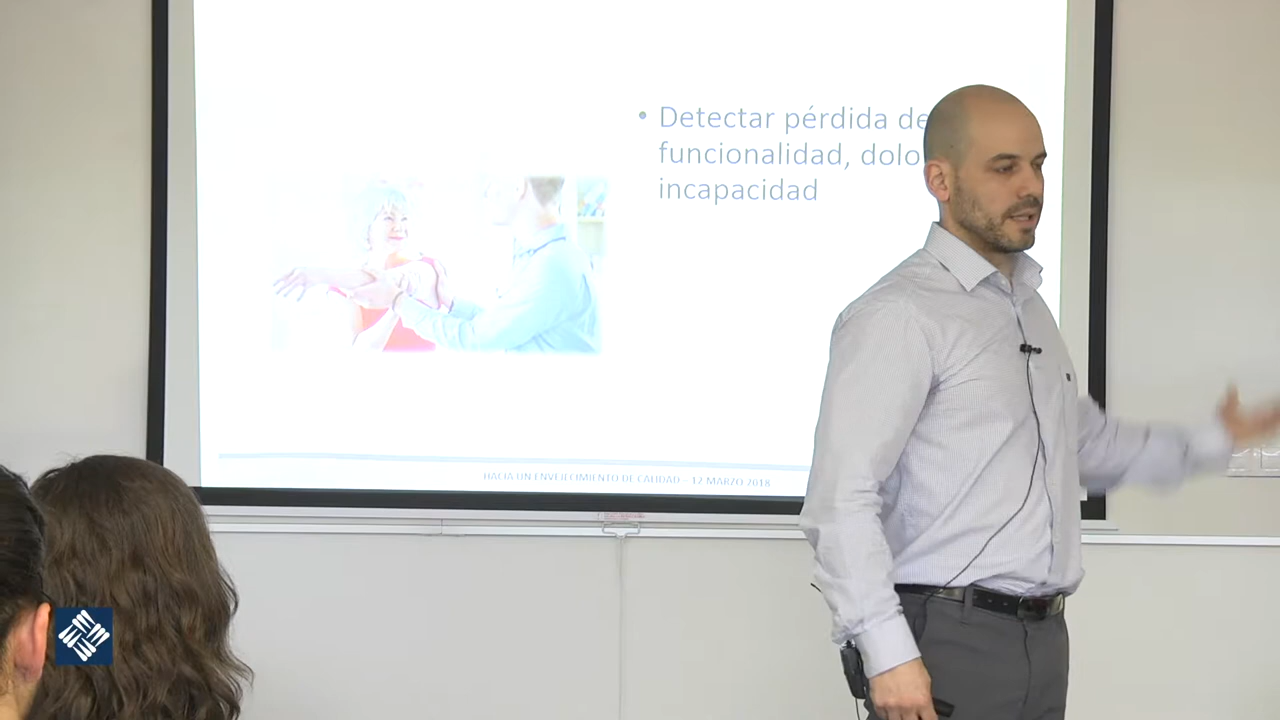 • Detectar pérdida de
funcionalidad, dolo
incapacidad
HACIA UN ENVEJECIMIENTO DE CALIDAD – 12 MARZO 2018